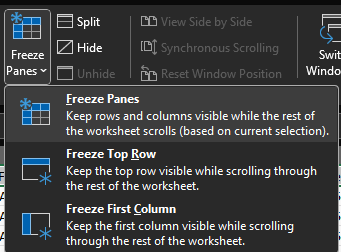 Freeze Panes
Split
Hide
Unhide
View Side by Side
Synchronous Scrolling
Reset Window Position
Swit
Window
Freeze Panes
Keep rows and columns visible while the rest of
the worksheet scrolls (based on current selection).
Freeze Top Row
Keep the top row visible while scrolling through
the rest of the worksheet.
Freeze First Column
Keep the first column visible while scrolling
through the rest of the worksheet.